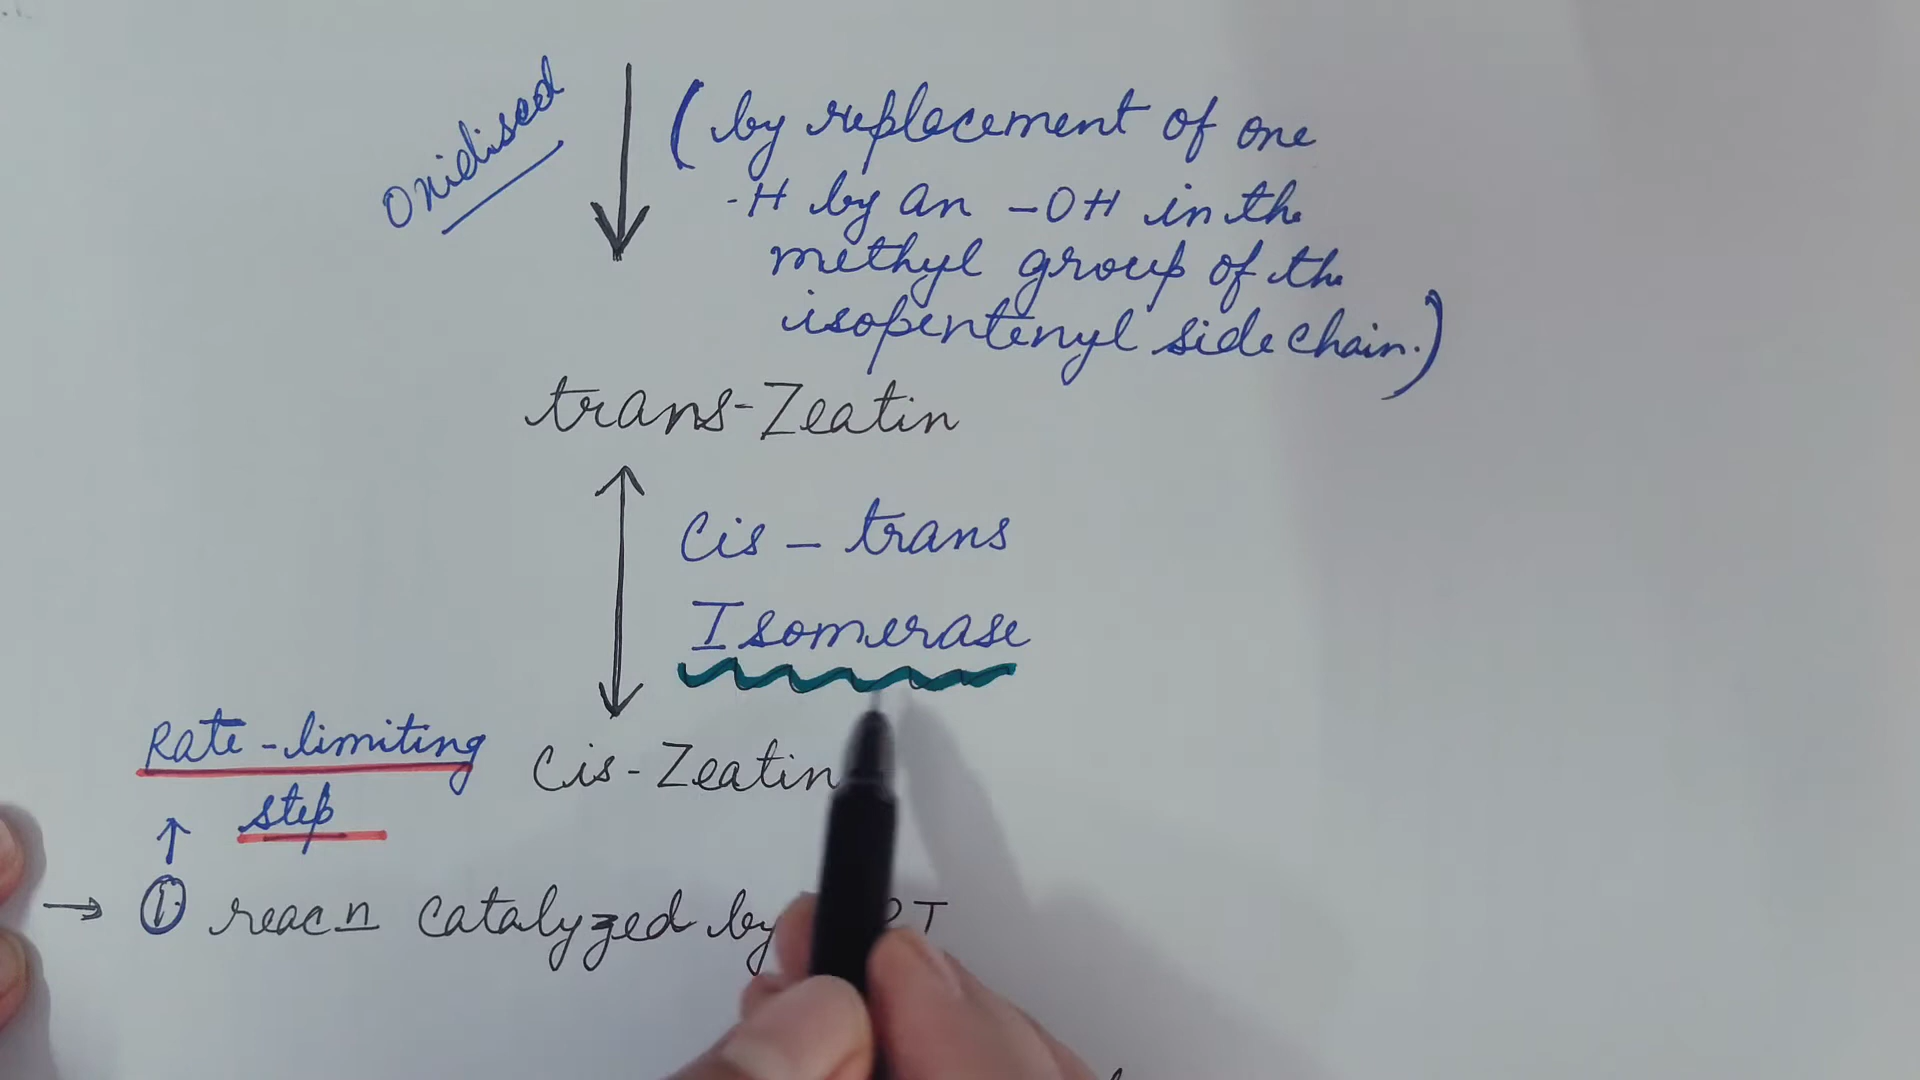 Oxidised
(by replacement of one
-H by an -OH in the
methyl group of the
isopentenyl side chain.)
trans-Zeatin
Cis - trans
Isomerase
Cis-Zeatin
Rate-limiting
step
→ ① reacn catalyzed by